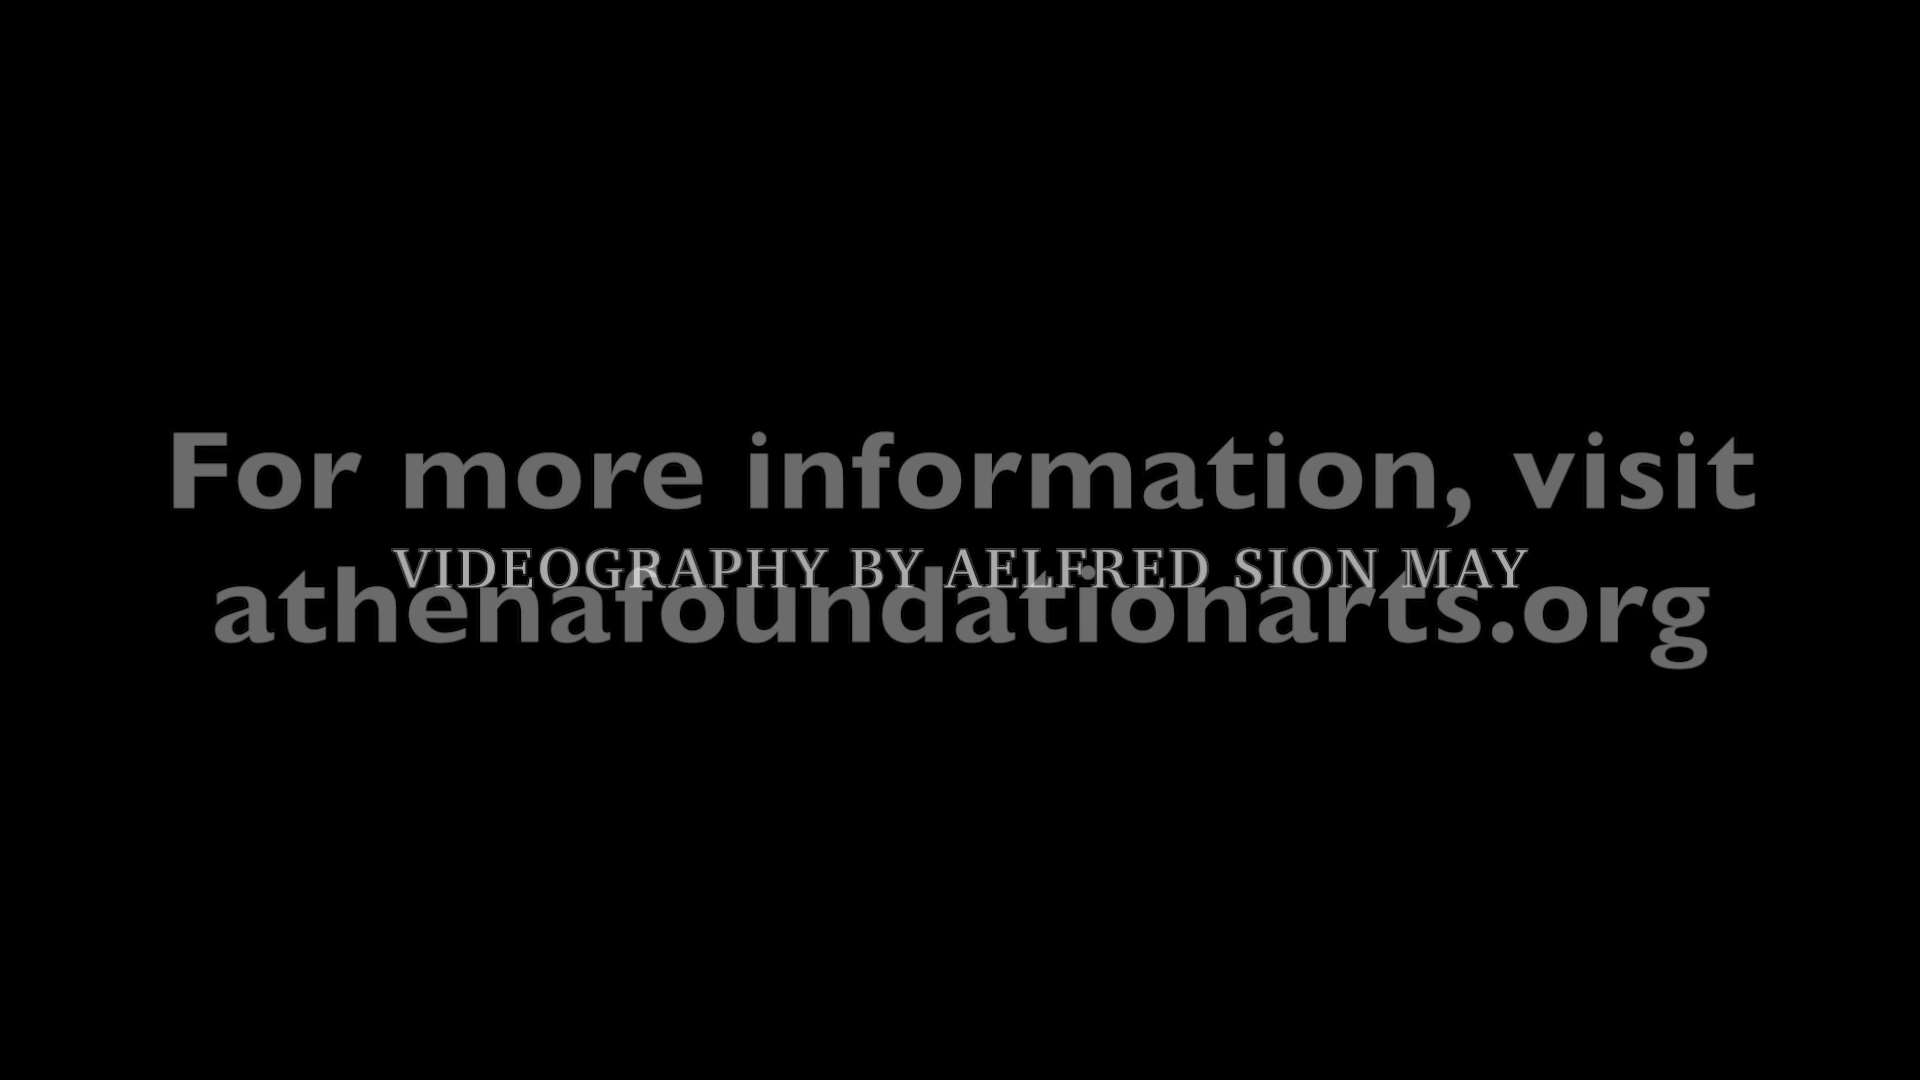 For more information, visit
VIDEOGRAPHY BY AELFRED SION MAY
athenafoundationarts.org